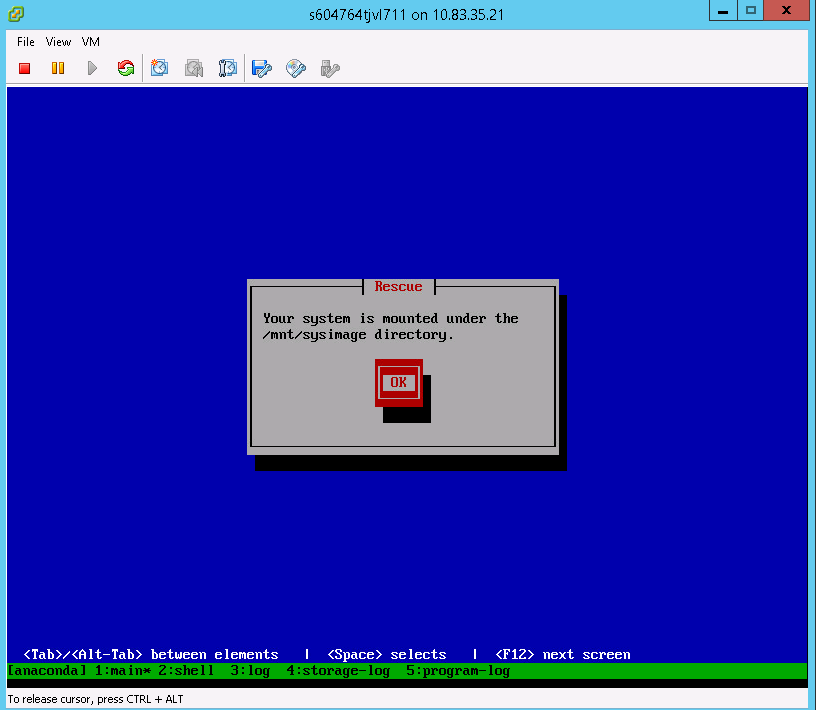 s604764tjvl711 on 10.83.35.21
File View VM
Rescue
Your system is mounted under the
/mnt/sysimage directory.
OK
<Tab>/<Alt-Tab> between elements | <Space> selects | <F12> next screen
[anaconda] 1:main* 2:shell 3:log 4:storage-log 5:program-log
To release cursor, press CTRL + ALT